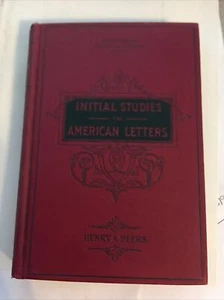 INITIAL STUDIES
IN
AMERICAN LETTERS
HENRY A. BEERS